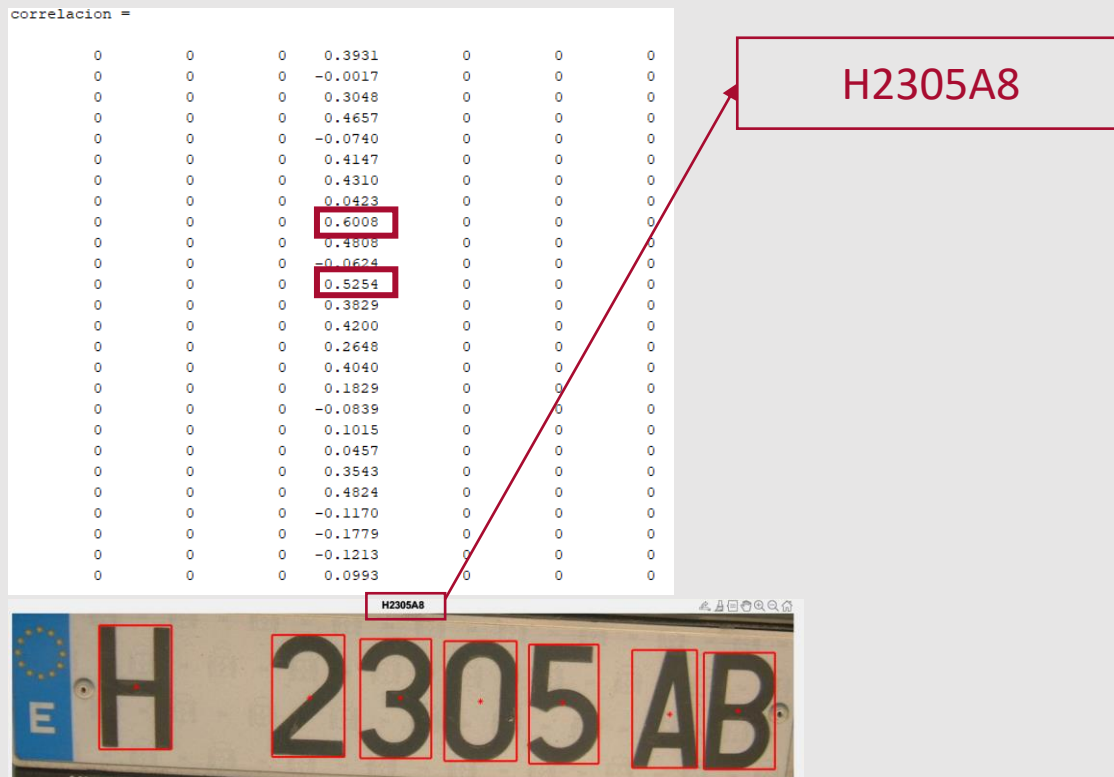 correlacion =
0 0 0 0.3931 0 0 0
0 0 0 -0.0017 0 0 0
0 0 0 0.3048 0 0 0
0 0 0 0.4657 0 0 0
0 0 0 -0.0740 0 0 0
0 0 0 0.4147 0 0 0
0 0 0 0.4310 0 0 0
0 0 0 0.0423 0 0 0
0 0 0 0.6008 0 0 0
0 0 0 0.4808 0 0 0
0 0 0 -0.0624 0 0 0
0 0 0 0.5254 0 0 0
0 0 0 0.3829 0 0 0
0 0 0 0.4200 0 0 0
0 0 0 0.2648 0 0 0
0 0 0 0.4040 0 0 0
0 0 0 0.1829 0 0 0
0 0 0 -0.0839 0 0 0
0 0 0 0.1015 0 0 0
0 0 0 0.0457 0 0 0
0 0 0 0.3543 0 0 0
0 0 0 0.4824 0 0 0
0 0 0 -0.1170 0 0 0
0 0 0 -0.1779 0 0 0
0 0 0 -0.1213 0 0 0
0 0 0 0.0993 0 0 0
H2305A8
H2305A8
E H 2305 AB